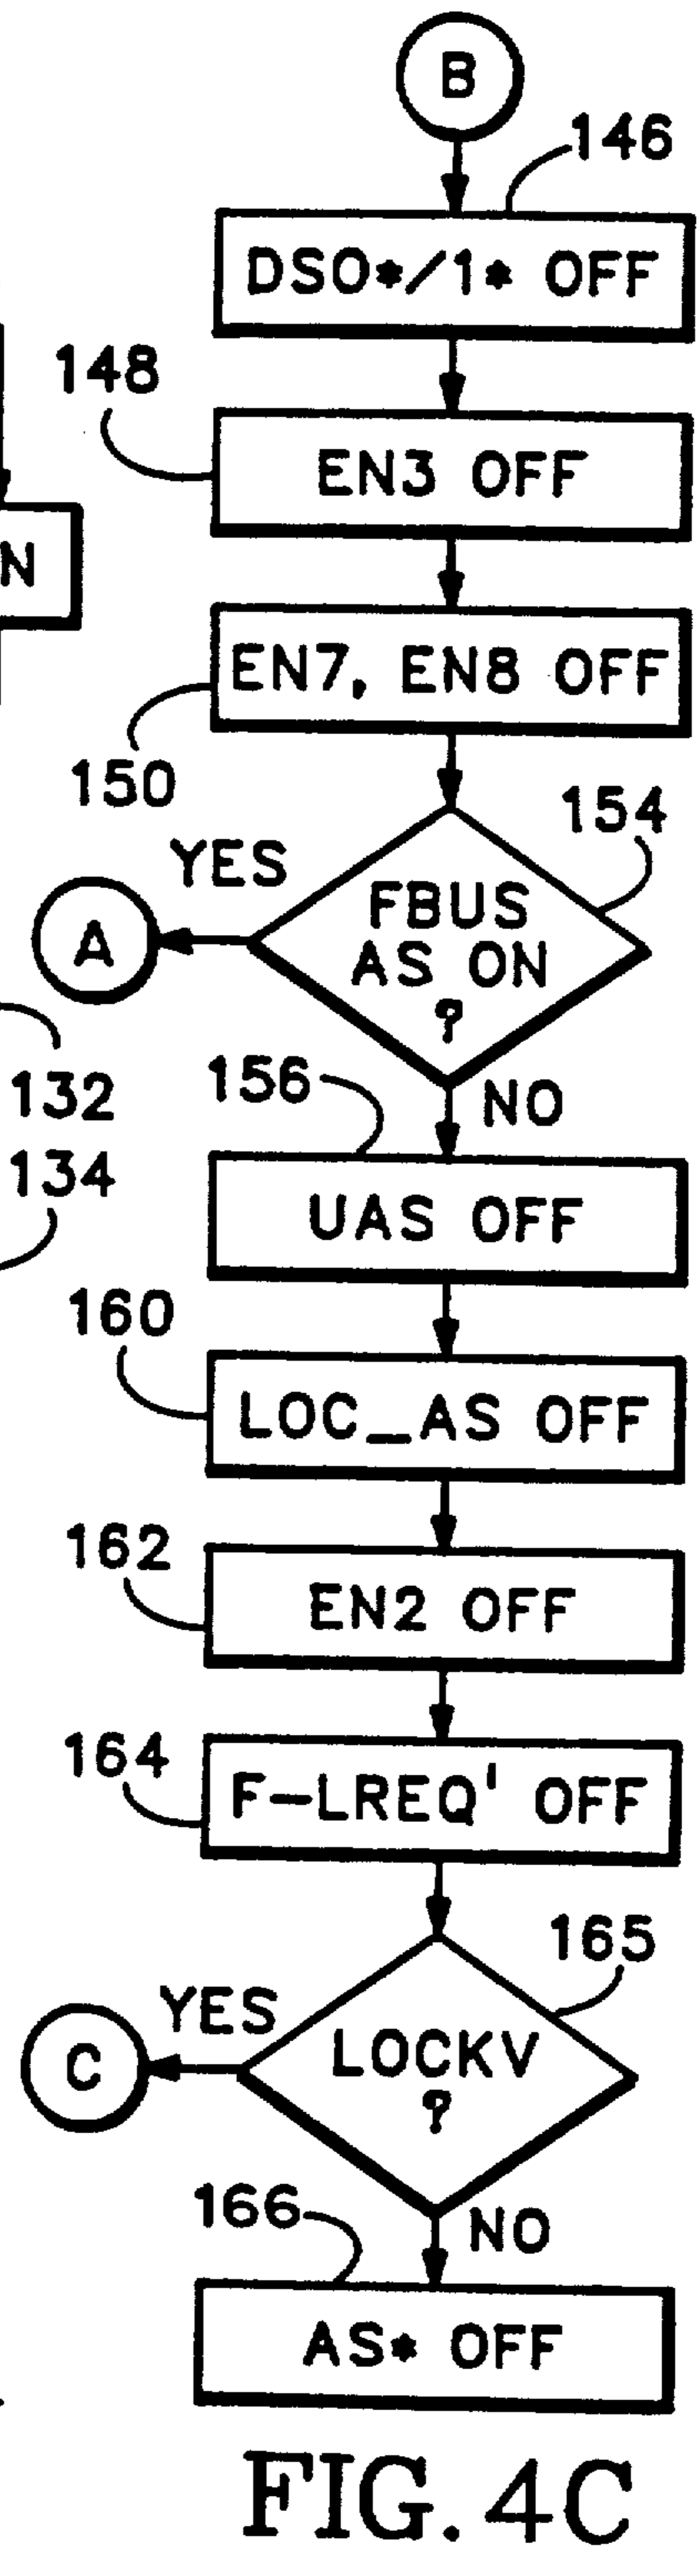 B
146
DS0*/1* OFF
148
EN3 OFF
N
EN7, EN8 OFF
150
154
YES
FBUS
AS ON
?
A
132
156
NO
134
UAS OFF
160
LOC_AS OFF
162
EN2 OFF
164
F-LREQ' OFF
165
YES
LOCKV
?
C
166
NO
AS* OFF
FIG. 4C